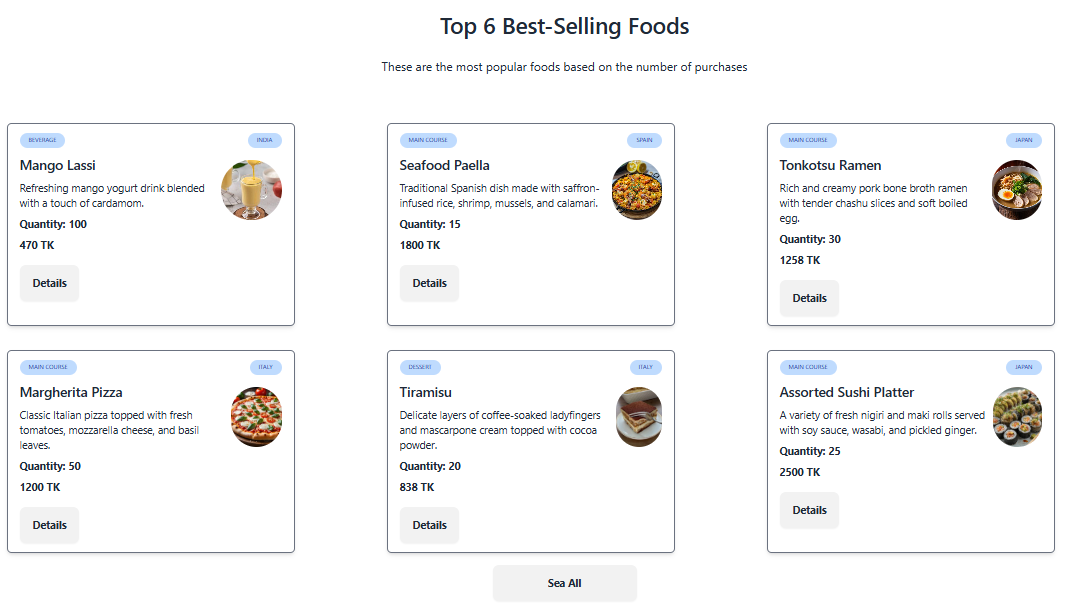 Top 6 Best-Selling Foods
These are the most popular foods based on the number of purchases
BEVERAGE
INDIA
Mango Lassi
Refreshing mango yogurt drink blended
with a touch of cardamom.
Quantity: 100
470 TK
Details
MAIN COURSE
SPAIN
Seafood Paella
Traditional Spanish dish made with saffron-
infused rice, shrimp, mussels, and calamari.
Quantity: 15
1800 TK
Details
MAIN COURSE
JAPAN
Tonkotsu Ramen
Rich and creamy pork bone broth ramen
with tender chashu slices and soft boiled
egg.
Quantity: 30
1258 TK
Details
MAIN COURSE
ITALY
Margherita Pizza
Classic Italian pizza topped with fresh
tomatoes, mozzarella cheese, and basil
leaves.
Quantity: 50
1200 TK
Details
DESSERT
ITALY
Tiramisu
Delicate layers of coffee-soaked ladyfingers
and mascarpone cream topped with cocoa
powder.
Quantity: 20
838 TK
Details
MAIN COURSE
JAPAN
Assorted Sushi Platter
A variety of fresh nigiri and maki rolls served
with soy sauce, wasabi, and pickled ginger.
Quantity: 25
2500 TK
Details
Sea All